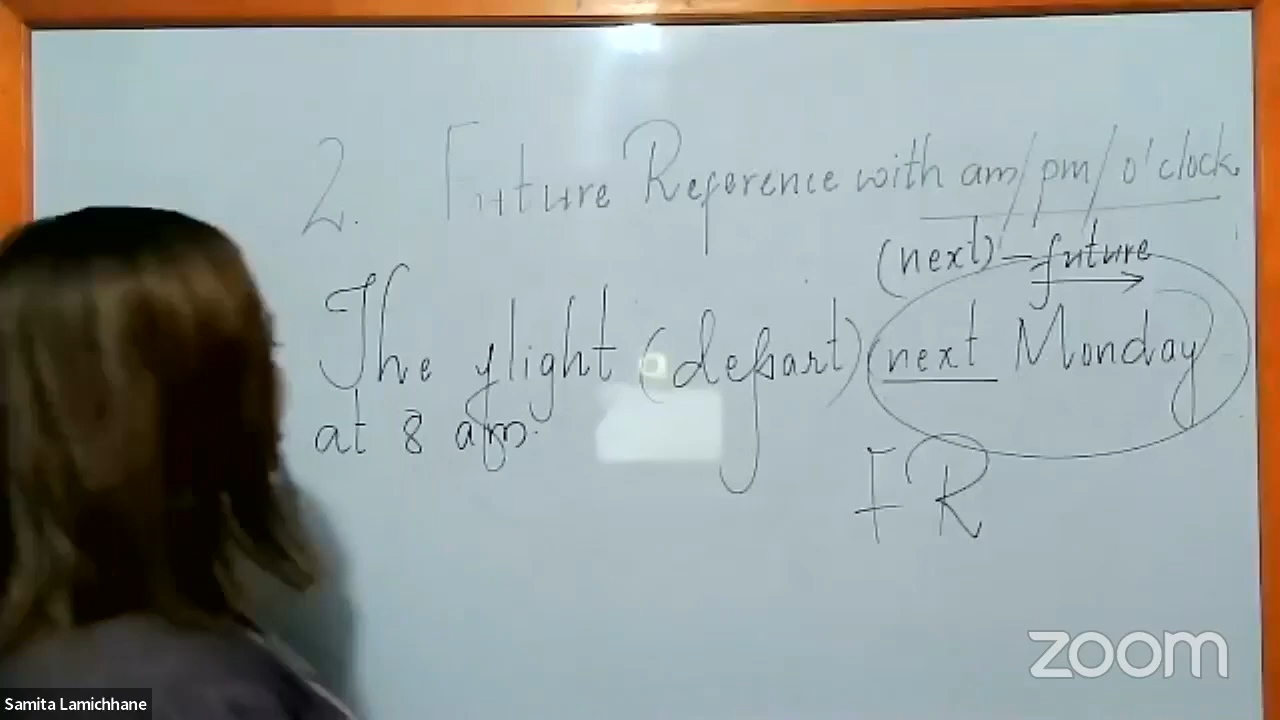 2. Future Reference with am/pm/o'clock.
(next) – future
The flight (depart) next Monday
at 8 am.
FR
zoom
Samita Lamichhane